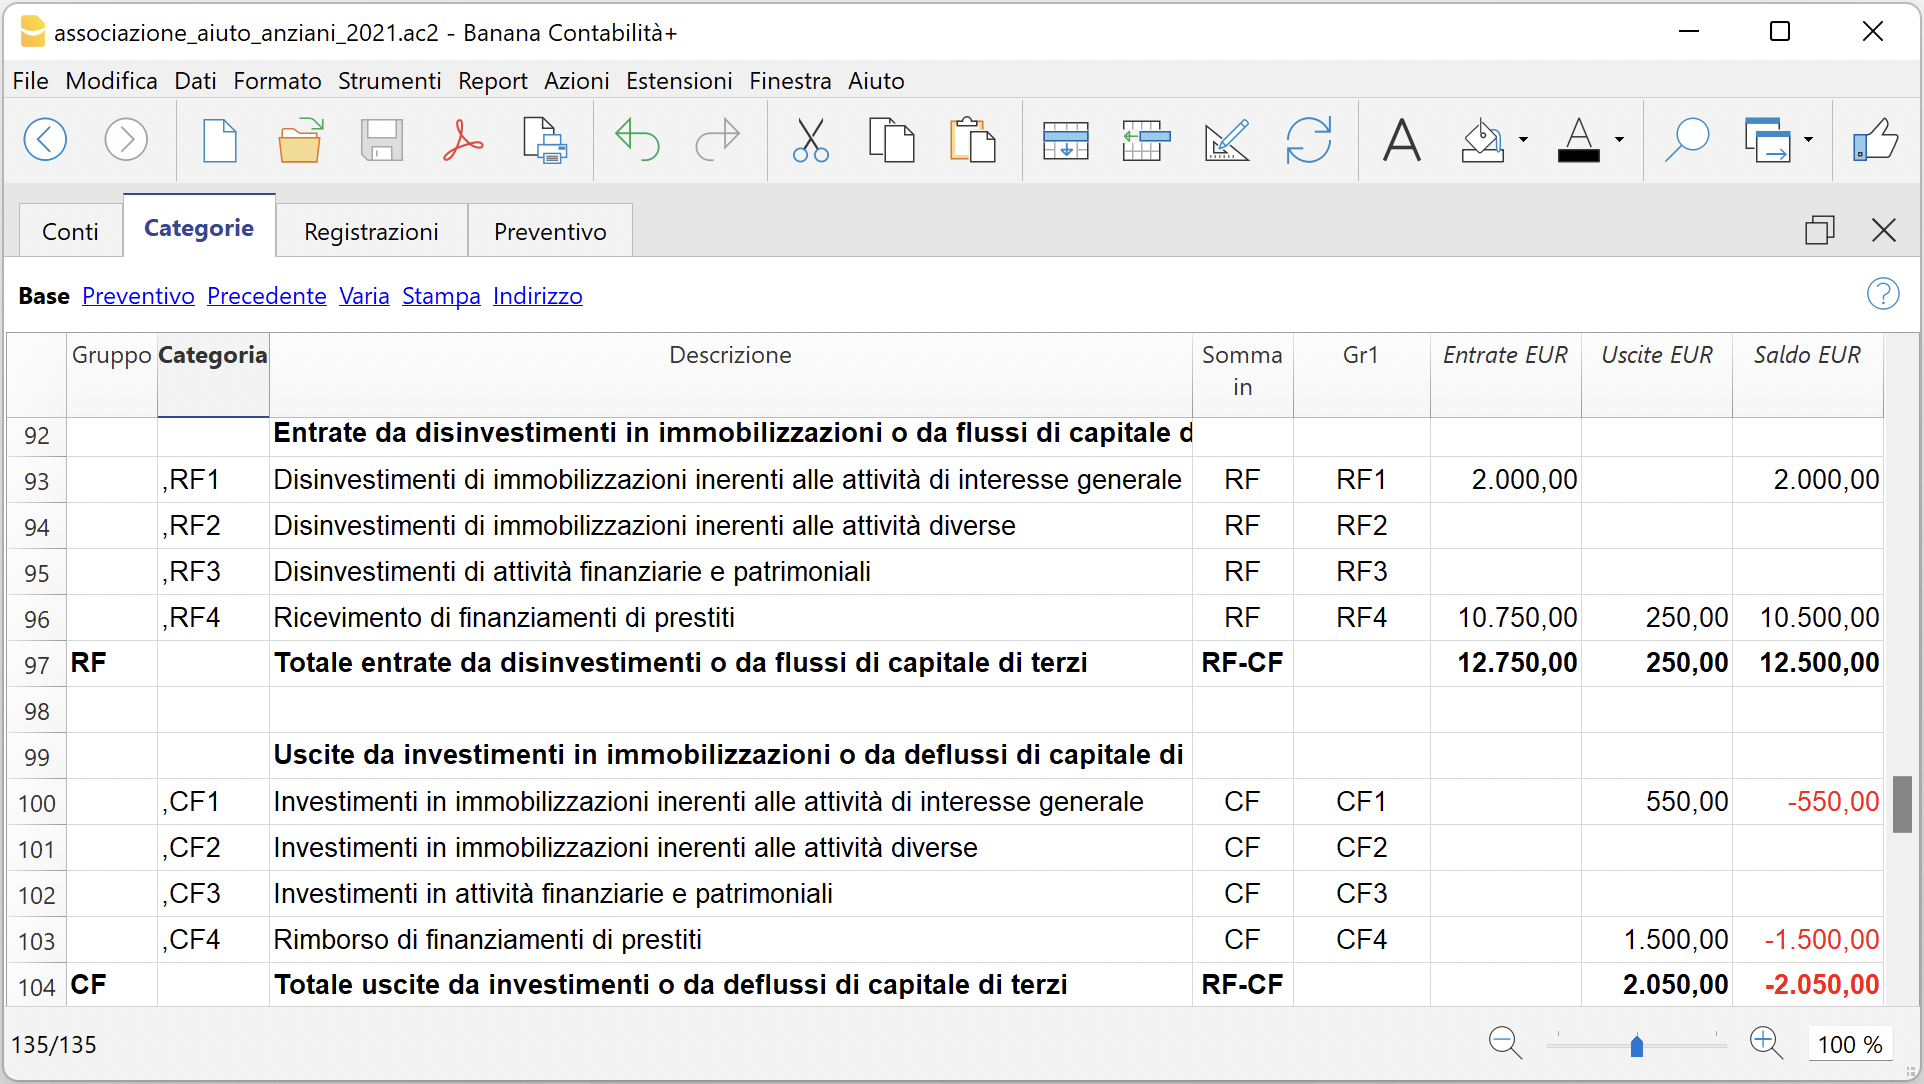 associazione_aiuto_anziani_2021.ac2 - Banana Contabilità+
File Modifica Dati Formato Strumenti Report Azioni Estensioni Finestra Aiuto
Conti Categorie Registrazioni Preventivo
Base Preventivo Precedente Varia Stampa Indirizzo
Gruppo Categoria Descrizione Somma in Gr1 Entrate EUR Uscite EUR Saldo EUR
92 Entrate da disinvestimenti in immobilizzazioni o da flussi di capitale d
93 ,RF1 Disinvestimenti di immobilizzazioni inerenti alle attività di interesse generale RF RF1 2.000,00 2.000,00
94 ,RF2 Disinvestimenti di immobilizzazioni inerenti alle attività diverse RF RF2
95 ,RF3 Disinvestimenti di attività finanziarie e patrimoniali RF RF3
96 ,RF4 Ricevimento di finanziamenti di prestiti RF RF4 10.750,00 250,00 10.500,00
97 RF Totale entrate da disinvestimenti o da flussi di capitale di terzi RF-CF 12.750,00 250,00 12.500,00
98
99 Uscite da investimenti in immobilizzazioni o da deflussi di capitale di
100 ,CF1 Investimenti in immobilizzazioni inerenti alle attività di interesse generale CF CF1 550,00 -550,00
101 ,CF2 Investimenti in immobilizzazioni inerenti alle attività diverse CF CF2
102 ,CF3 Investimenti in attività finanziarie e patrimoniali CF CF3
103 ,CF4 Rimborso di finanziamenti di prestiti CF CF4 1.500,00 -1.500,00
104 CF Totale uscite da investimenti o da deflussi di capitale di terzi RF-CF 2.050,00 -2.050,00
135/135 100 %